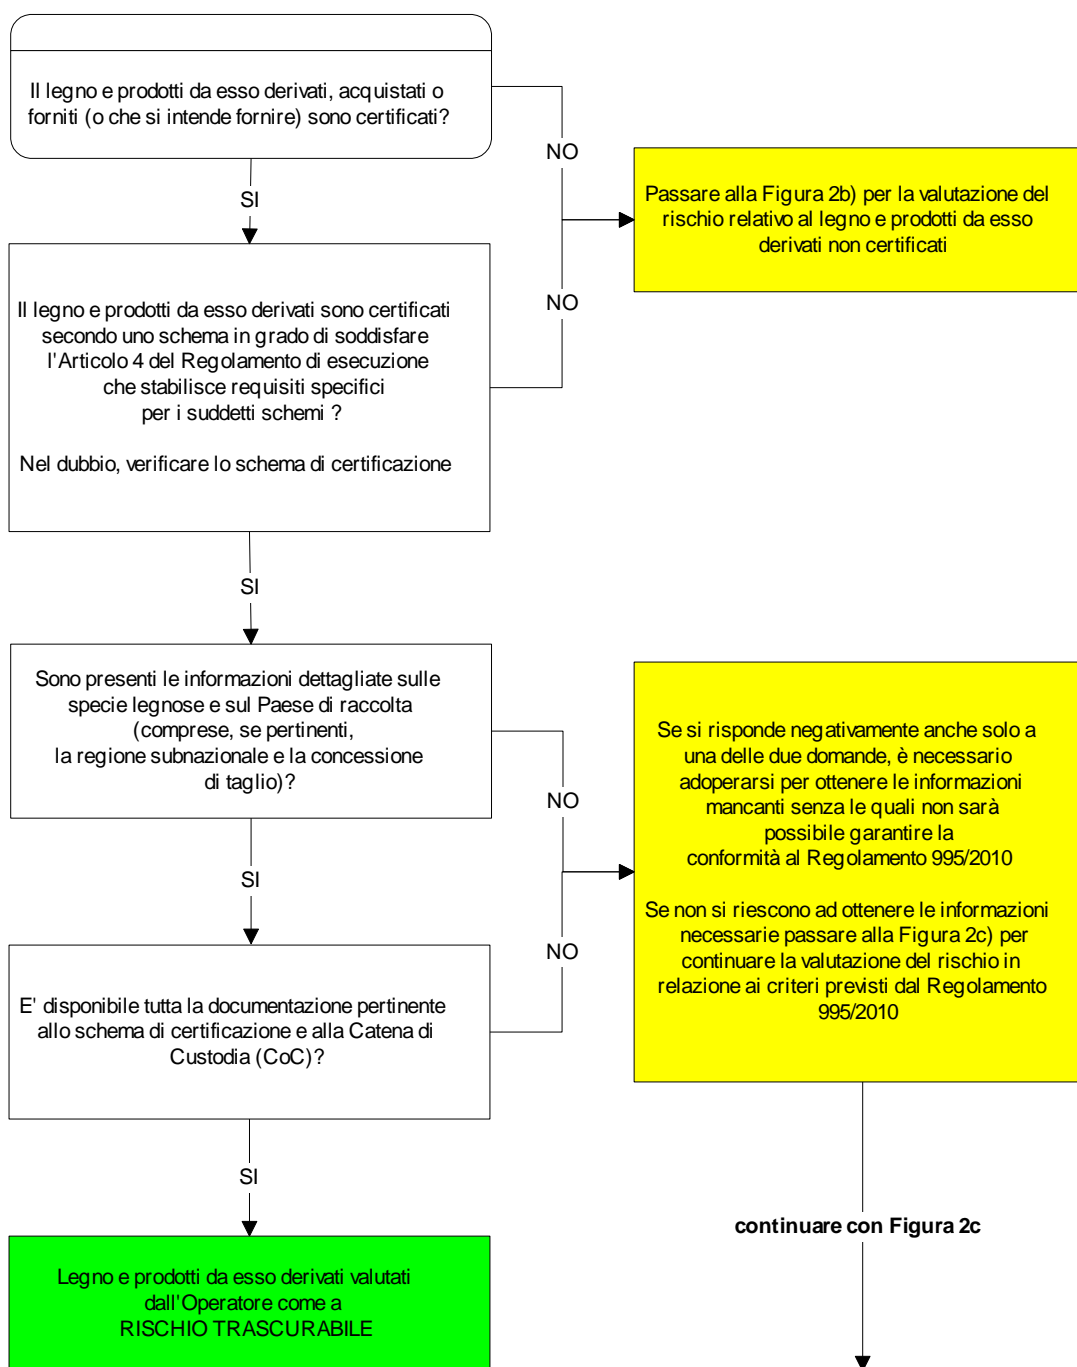 Il legno e prodotti da esso derivati, acquistati o
forniti (o che si intende fornire) sono certificati?
NO
SI
Passare alla Figura 2b) per la valutazione del
rischio relativo al legno e prodotti da esso
derivati non certificati
Il legno e prodotti da esso derivati sono certificati
secondo uno schema in grado di soddisfare
l'Articolo 4 del Regolamento di esecuzione
che stabilisce requisiti specifici
per i suddetti schemi ?
Nel dubbio, verificare lo schema di certificazione
NO
SI
Sono presenti le informazioni dettagliate sulle
specie legnose e sul Paese di raccolta
(comprese, se pertinenti,
la regione subnazionale e la concessione
di taglio)?
NO
SI
Se si risponde negativamente anche solo a
una delle due domande, è necessario
adoperarsi per ottenere le informazioni
mancanti senza le quali non sarà
possibile garantire la
conformità al Regolamento 995/2010
Se non si riescono ad ottenere le informazioni
necessarie passare alla Figura 2c) per
continuare la valutazione del rischio in
relazione ai criteri previsti dal Regolamento
995/2010
NO
E' disponibile tutta la documentazione pertinente
allo schema di certificazione e alla Catena di
Custodia (CoC)?
SI
continuare con Figura 2c
Legno e prodotti da esso derivati valutati
dall'Operatore come a
RISCHIO TRASCURABILE